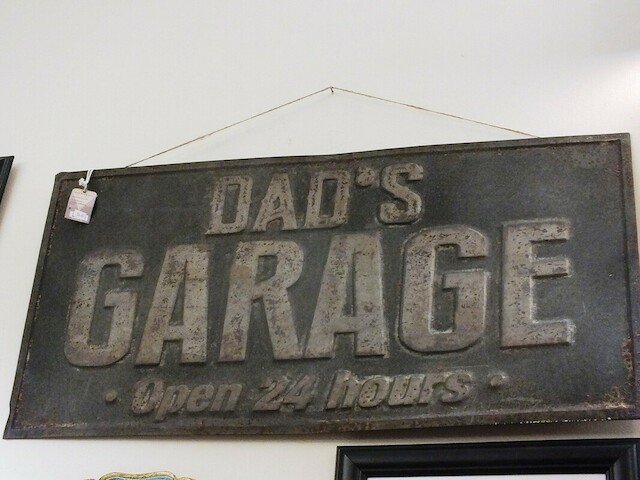 DAD'S
GARAGE
• Open 24 hours •